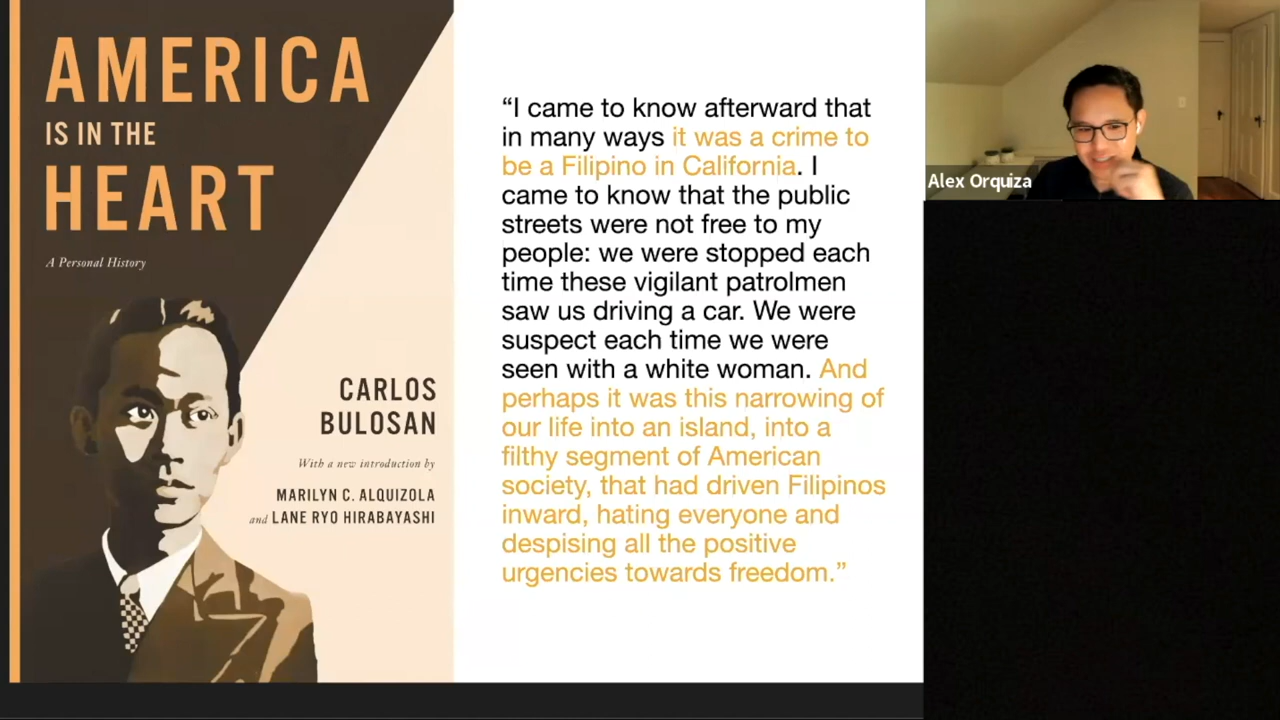 AMERICA
IS IN THE
HEART
A Personal History
CARLOS
BULOSAN
With a new introduction by
MARILYN C. ALQUIZOLA
and LANE RYO HIRABAYASHI
“I came to know afterward that
in many ways it was a crime to
be a Filipino in California. I
came to know that the public
streets were not free to my
people: we were stopped each
time these vigilant patrolmen
saw us driving a car. We were
suspect each time we were
seen with a white woman. And
perhaps it was this narrowing of
our life into an island, into a
filthy segment of American
society, that had driven Filipinos
inward, hating everyone and
despising all the positive
urgencies towards freedom.”
Alex Orquiza